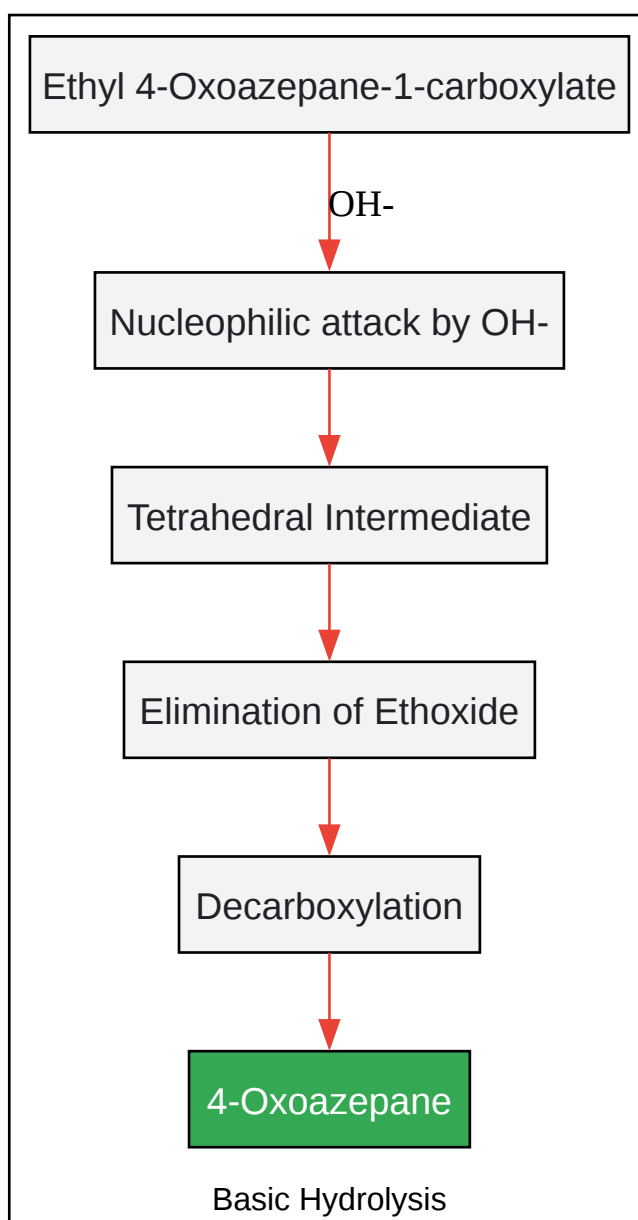 Ethyl 4-Oxoazepane-1-carboxylate
OH-
Nucleophilic attack by OH-
Tetrahedral Intermediate
Elimination of Ethoxide
Decarboxylation
4-Oxoazepane
Basic Hydrolysis